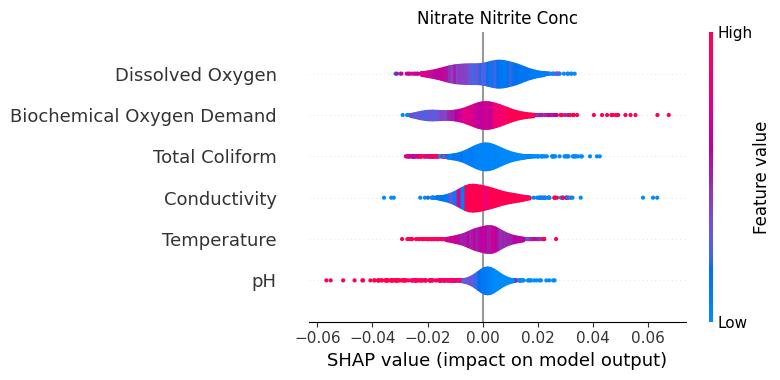 Nitrate Nitrite Conc
High
Dissolved Oxygen
Biochemical Oxygen Demand
Total Coliform
Conductivity
Temperature
pH
Feature value
Low
−0.06 −0.04 −0.02 0.00 0.02 0.04 0.06
SHAP value (impact on model output)